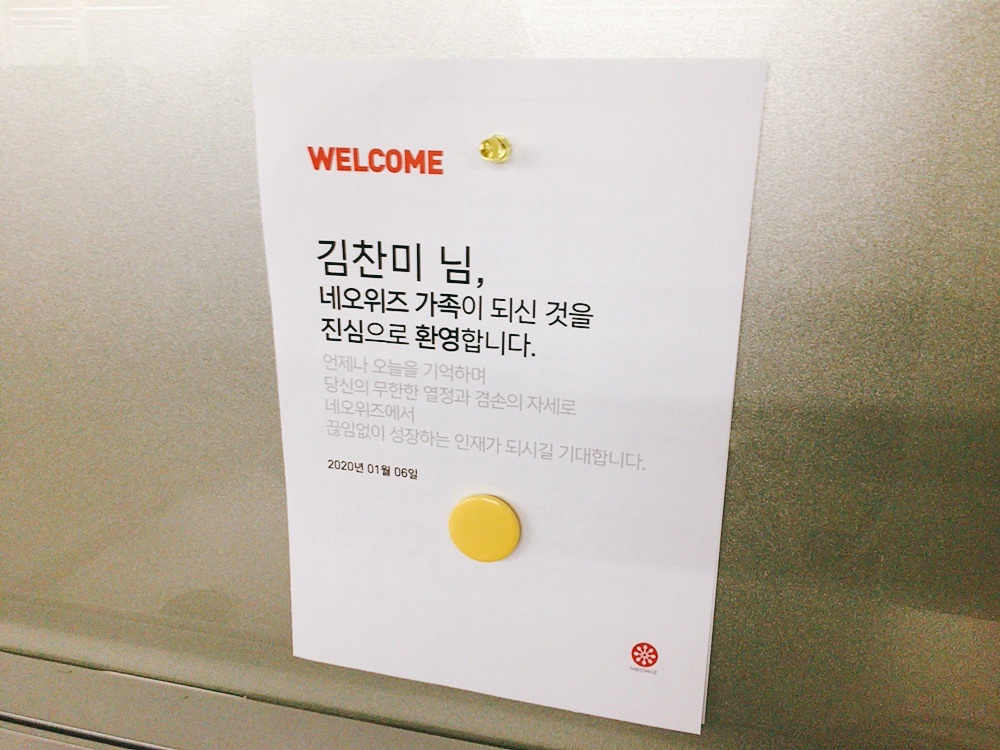 WELCOME
김찬미 님,
네오위즈 가족이 되신 것을
진심으로 환영합니다.
언제나 오늘을 기억하며
당신의 무한한 열정과 겸손의 자세로
네오위즈에서
끊임없이 성장하는 인재가 되시길 기대합니다.
2020년 01월 06일